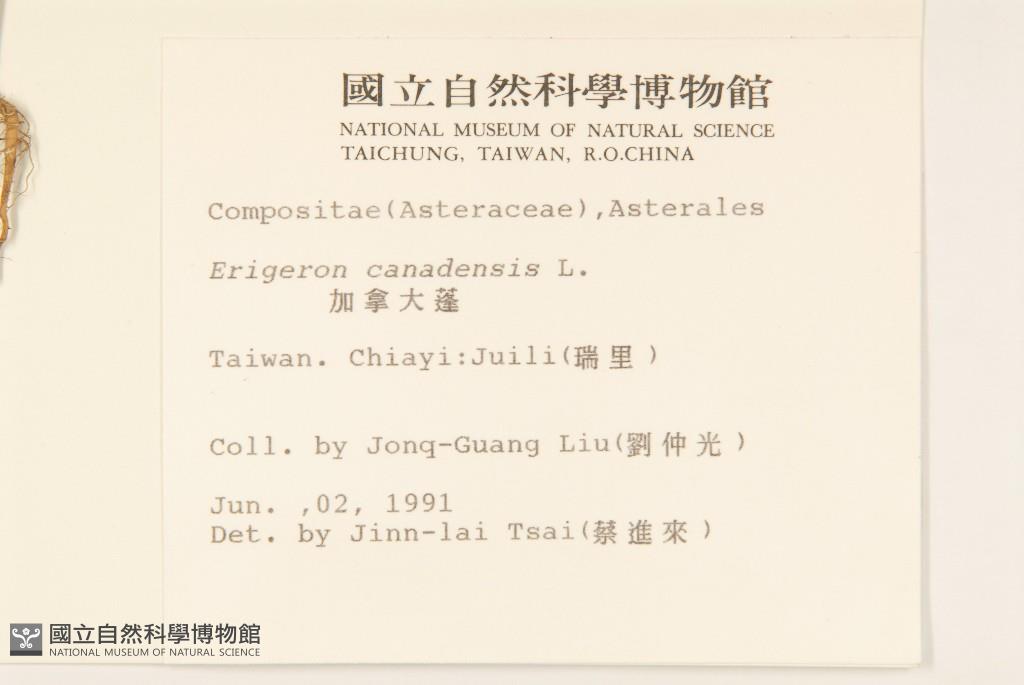 國立自然科學博物館
NATIONAL MUSEUM OF NATURAL SCIENCE
TAICHUNG, TAIWAN, R.O.CHINA
Compositae(Asteraceae),Asterales
Erigeron canadensis L.
加拿大蓬
Taiwan. Chiayi:Juili(瑞里)
Coll. by Jonq-Guang Liu(劉仲光)
Jun. ,02, 1991
Det. by Jinn-lai Tsai(蔡進來)
國立自然科學博物館
NATIONAL MUSEUM OF NATURAL SCIENCE